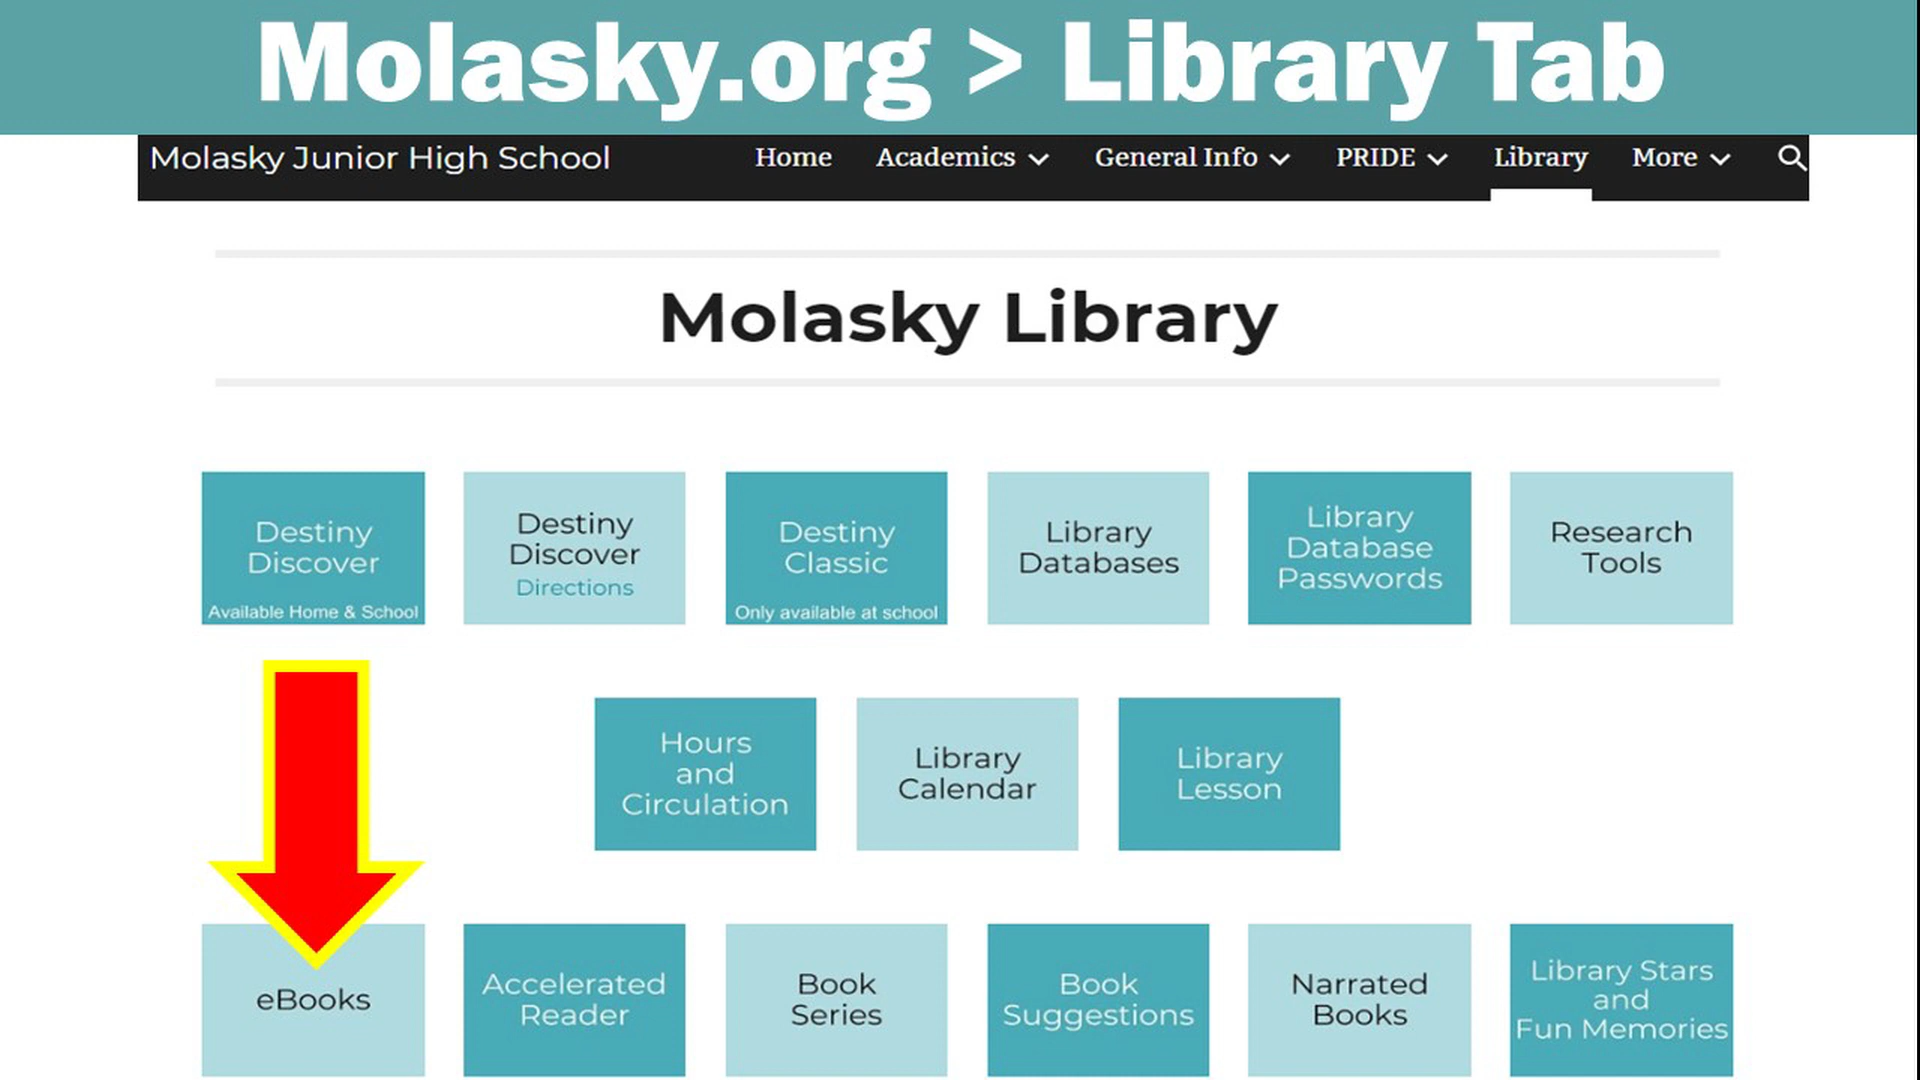 Molasky.org > Library Tab
Molasky Junior High School Home Academics General Info PRIDE Library More
Molasky Library
Destiny
Discover
Available Home & School
Destiny
Discover
Directions
Destiny
Classic
Only available at school
Library
Databases
Library
Database
Passwords
Research
Tools
Hours
and
Circulation
Library
Calendar
Library
Lesson
eBooks
Accelerated
Reader
Book
Series
Book
Suggestions
Narrated
Books
Library Stars
and
Fun Memories